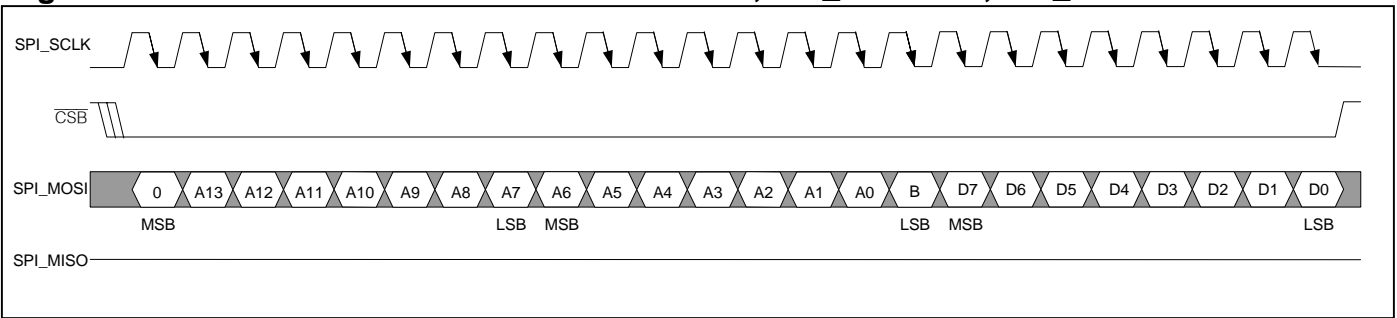 SPI_SCLK
CSB
SPI_MOSI 0 A13 A12 A11 A10 A9 A8 A7 A6 A5 A4 A3 A2 A1 A0 B D7 D6 D5 D4 D3 D2 D1 D0
MSB LSB MSB LSB MSB LSB
SPI_MISO